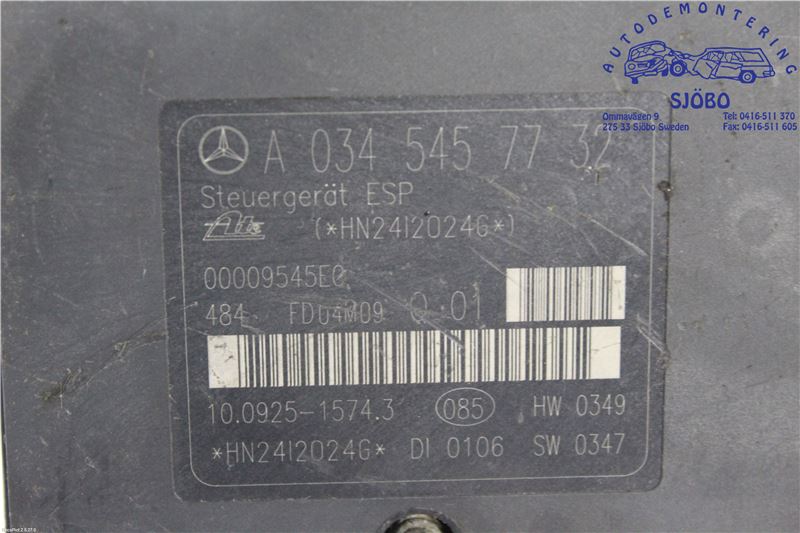 AUTODEMONTERING
SJÖBO
Ommavägen 9
275 33 Sjöbo Sweden
Tel: 0416-511 370
Fax: 0416-511 605
A 034 545 77 32
Steuergerät ESP
Ate (*HN24I2024G*)
00009545E0
484 FD04M09 0 01
10.0925-1574.3 085 HW 0349
*HN24I2024G* DI 0106 SW 0347